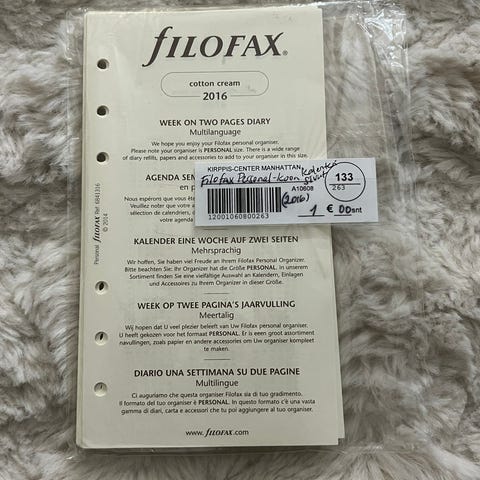 fILOFAX®
cotton cream
2016
WEEK ON TWO PAGES DIARY
Multilanguage
We hope you enjoy your Filofax personal organiser.
Please note your organiser is PERSONAL size. There is a wide range
of diary refills, papers and accessories to add to your organiser in this size.
AGENDA SEM
en p
Nous espérons que vous ête
Veuillez noter que votre a
sélection de calendriers, d
votre agenda.
KIRPPIS-CENTER MANHATTAN
Filofax Personal-koon kalenteri
sivut
(2016)
133
263
A10608
12001060800263
1 € 00 snt
KALENDER EINE WOCHE AUF ZWEI SEITEN
Mehrsprachig
Wir hoffen, Sie haben viel Freude an Ihrem Filofax Personal Organizer.
Bitte beachten Sie: Ihr Organizer hat die Größe PERSONAL. In unserem
Sortiment finden Sie eine vielfältige Auswahl an Kalendern, Einlagen
und Accessoires zu Ihrem Organizer in dieser Größe.
WEEK OP TWEE PAGINA'S JAARVULLING
Meertalig
Wij hopen dat U veel plezier beleeft van Uw Filofax personal organiser.
U heeft gekozen voor het formaat PERSONAL. Er is een groot assortiment
navullingen, zoals papier en andere accessories om Uw organiser kompleet
te maken.
DIARIO UNA SETTIMANA SU DUE PAGINE
Multilingue
Ci auguriamo che questa organiser Filofax sia di tuo gradimento.
Il formato del tuo organiser è PERSONAL. In questo formato c'è una vasta
gamma di diari, carta e accessori che tu poi aggiungere al tuo organiser.
www.fILOFAX.com
Personal fILOFAX Ref 6841316
© 2014